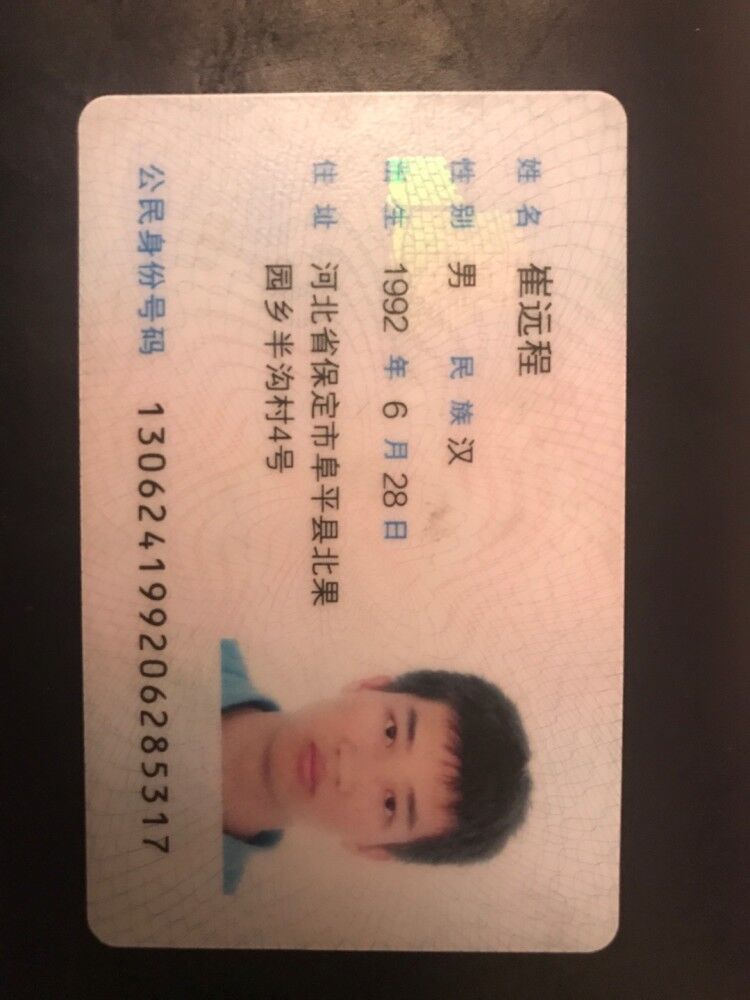 姓名 崔远程
性别 男 民族 汉
出生 1992 年 6 月 28 日
住址 河北省保定市阜平县北果
园乡半沟村4号
公民身份号码 130624199206285317